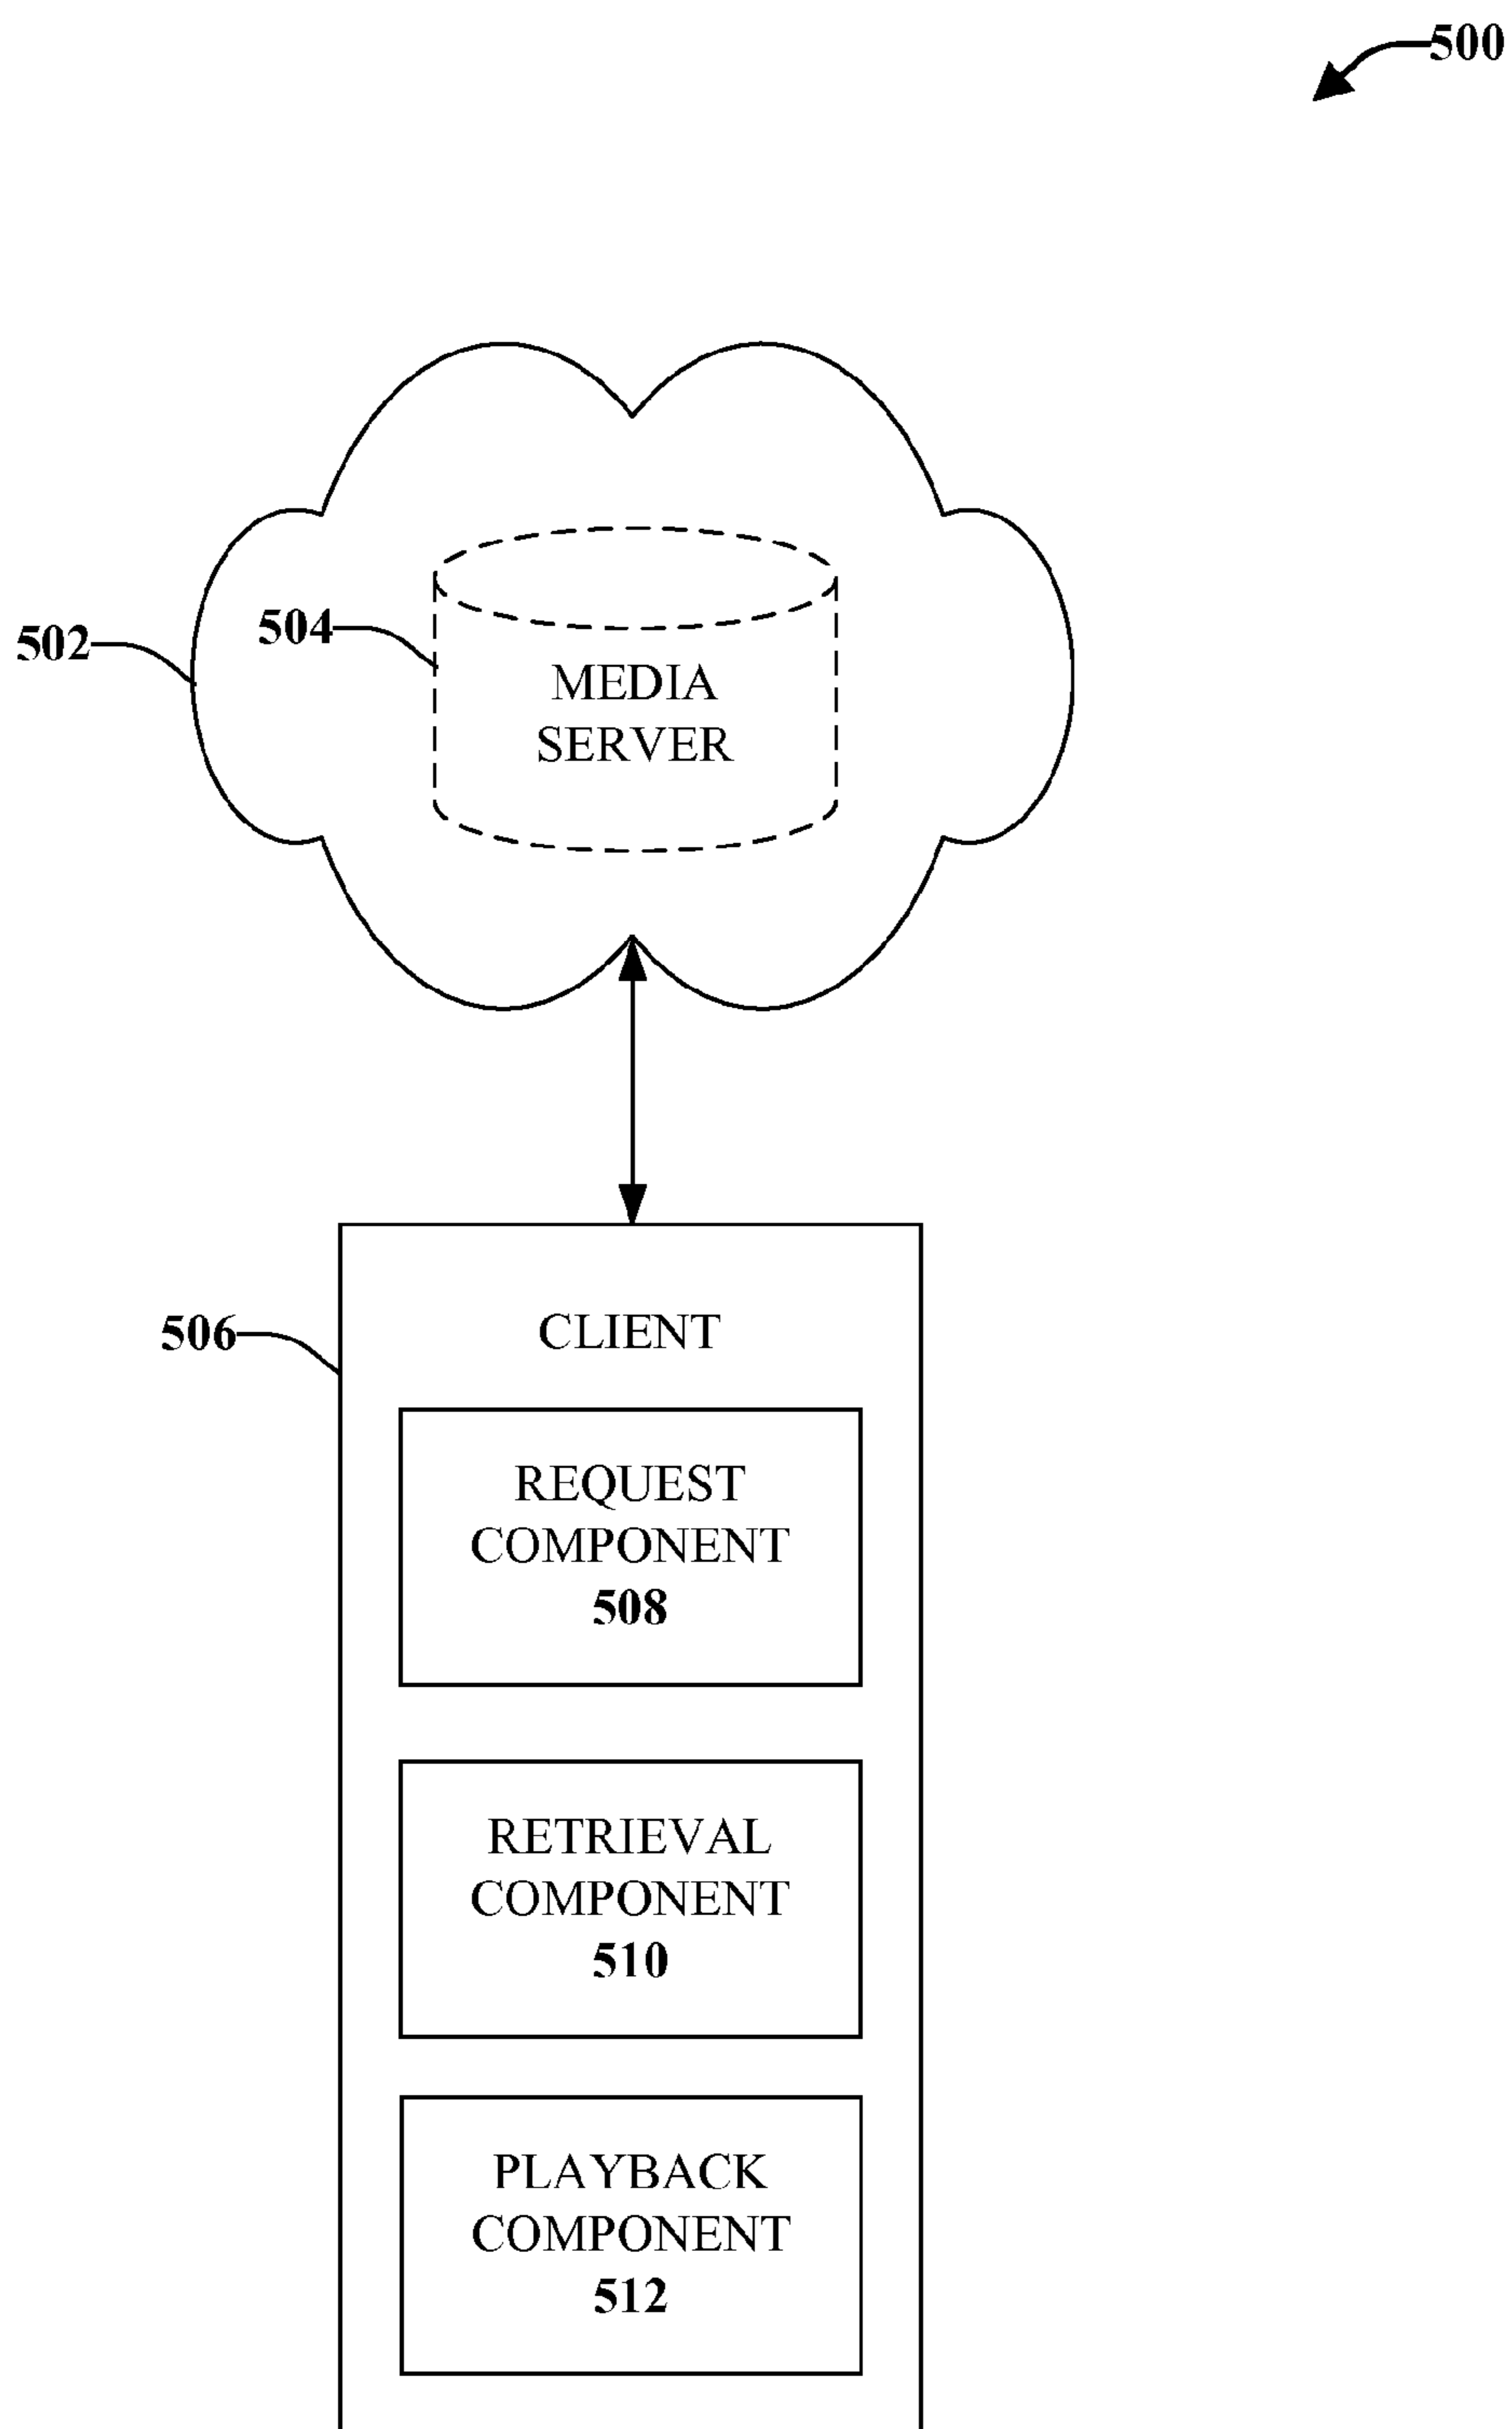 500
502
504
MEDIA
SERVER
506
CLIENT
REQUEST
COMPONENT
508
RETRIEVAL
COMPONENT
510
PLAYBACK
COMPONENT
512